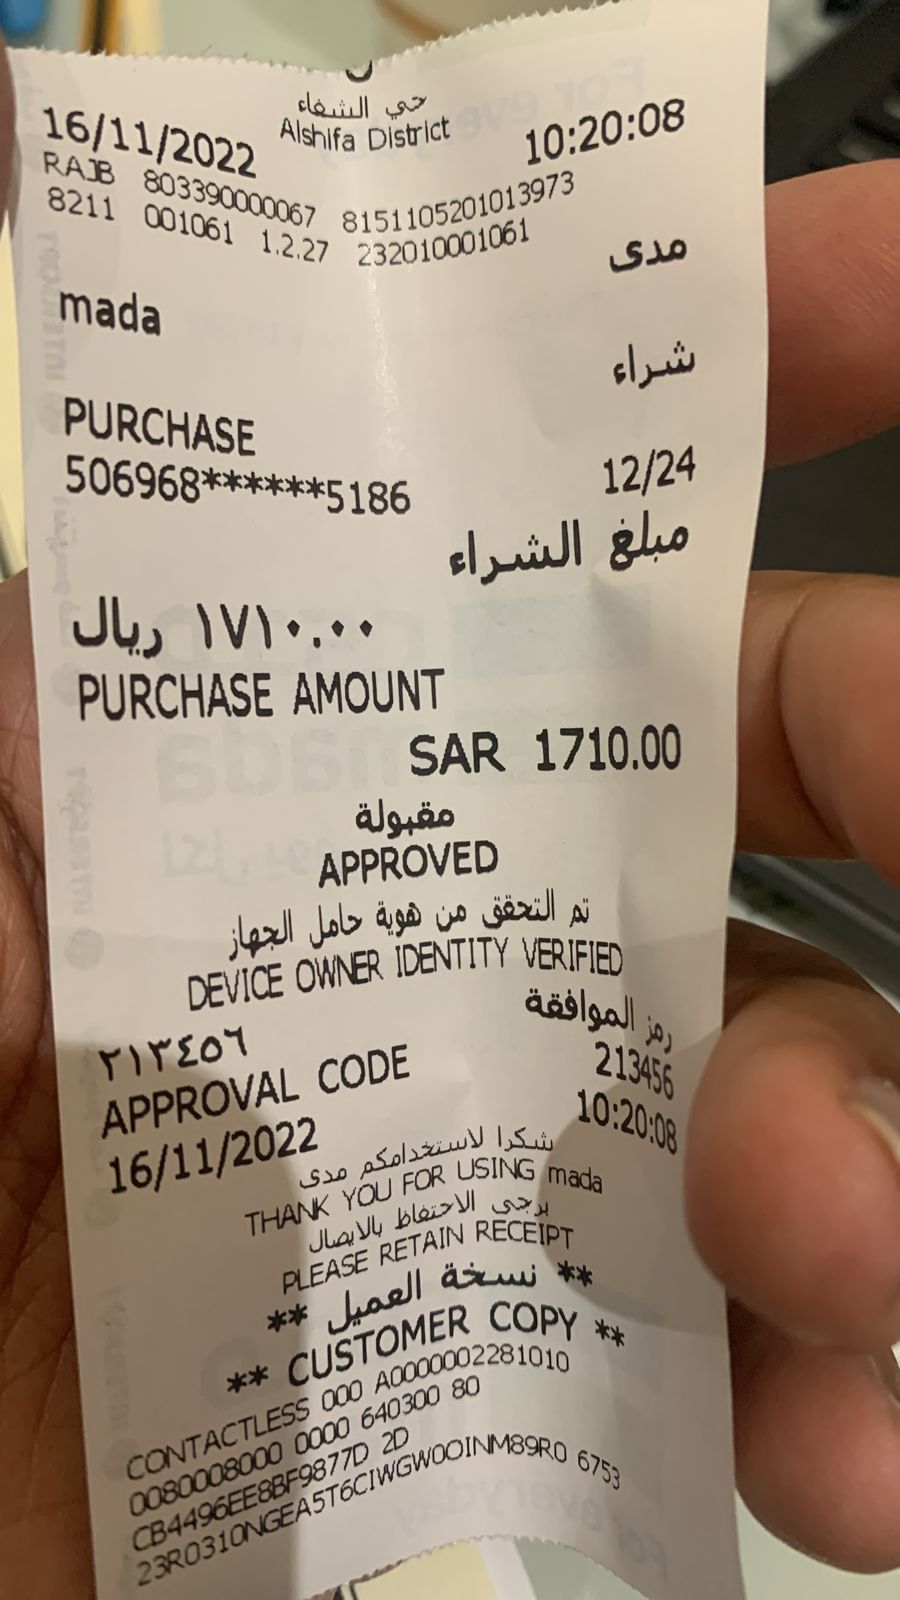 حي الشفاء
Alshifa District
16/11/2022 10:20:08
RAJB 803390000067 8151105201013973
8211 001061 1.2.27 232010001061
مدى
mada
شراء
PURCHASE
506968******5186 12/24
مبلغ الشراء
١٧١٠.٠٠ ريال
PURCHASE AMOUNT
SAR 1710.00
مقبولة
APPROVED
تم التحقق من هوية حامل الجهاز
DEVICE OWNER IDENTITY VERIFIED
رمز الموافقة
٢١٣٤٥٦
APPROVAL CODE 213456
16/11/2022 10:20:08
شكرا لاستخدامكم مدى
THANK YOU FOR USING mada
يرجى الاحتفاظ بالايصال
PLEASE RETAIN RECEIPT
** نسخة العميل **
** CUSTOMER COPY **
CONTACTLESS 000 A0000002281010
0080008000 0000 640300 80
CB4496EE8BF9877D 2D
23R0310NGEA5T6CIWGW0OINM89R0 6753